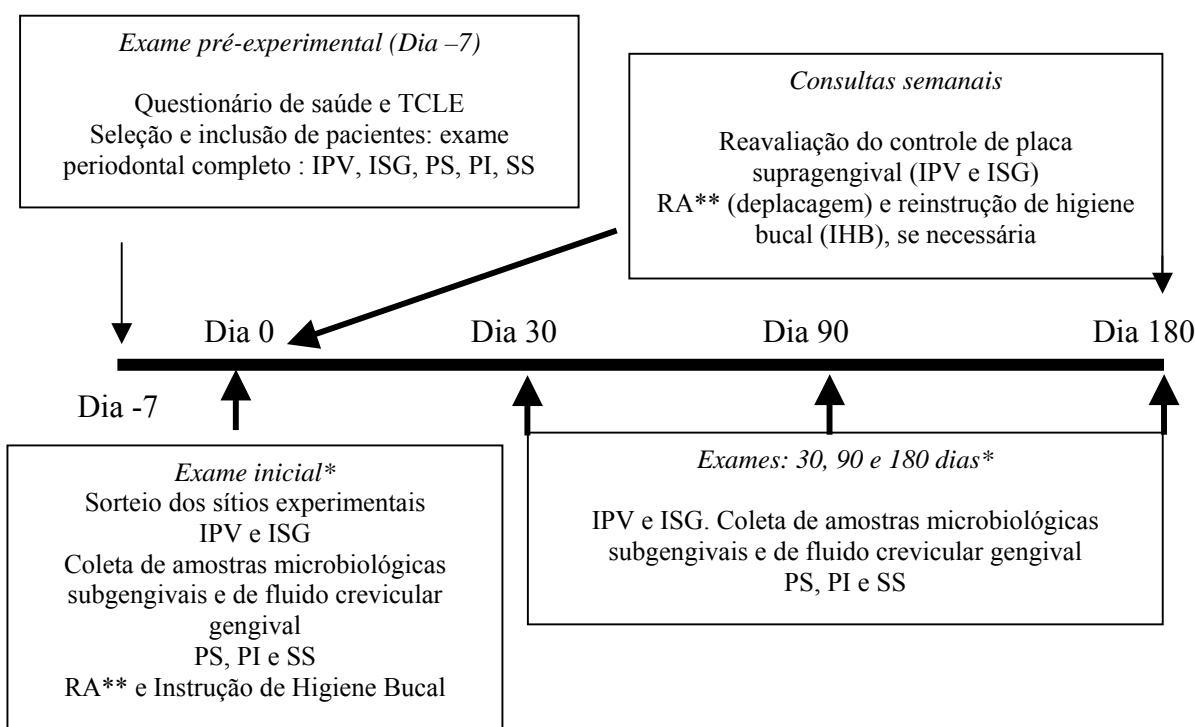 Exame pré-experimental (Dia –7)
Questionário de saúde e TCLE
Seleção e inclusão de pacientes: exame
periodontal completo : IPV, ISG, PS, PI, SS
Consultas semanais
Reavaliação do controle de placa
supragengival (IPV e ISG)
RA** (deplacagem) e reinstrução de higiene
bucal (IHB), se necessária
Dia 0
Dia 30
Dia 90
Dia 180
Dia -7
Exame inicial*
Sorteio dos sítios experimentais
IPV e ISG
Coleta de amostras microbiológicas
subgengivais e de fluido crevicular
gengival
PS, PI e SS
RA** e Instrução de Higiene Bucal
Exames: 30, 90 e 180 dias*
IPV e ISG. Coleta de amostras microbiológicas
subgengivais e de fluido crevicular gengival
PS, PI e SS